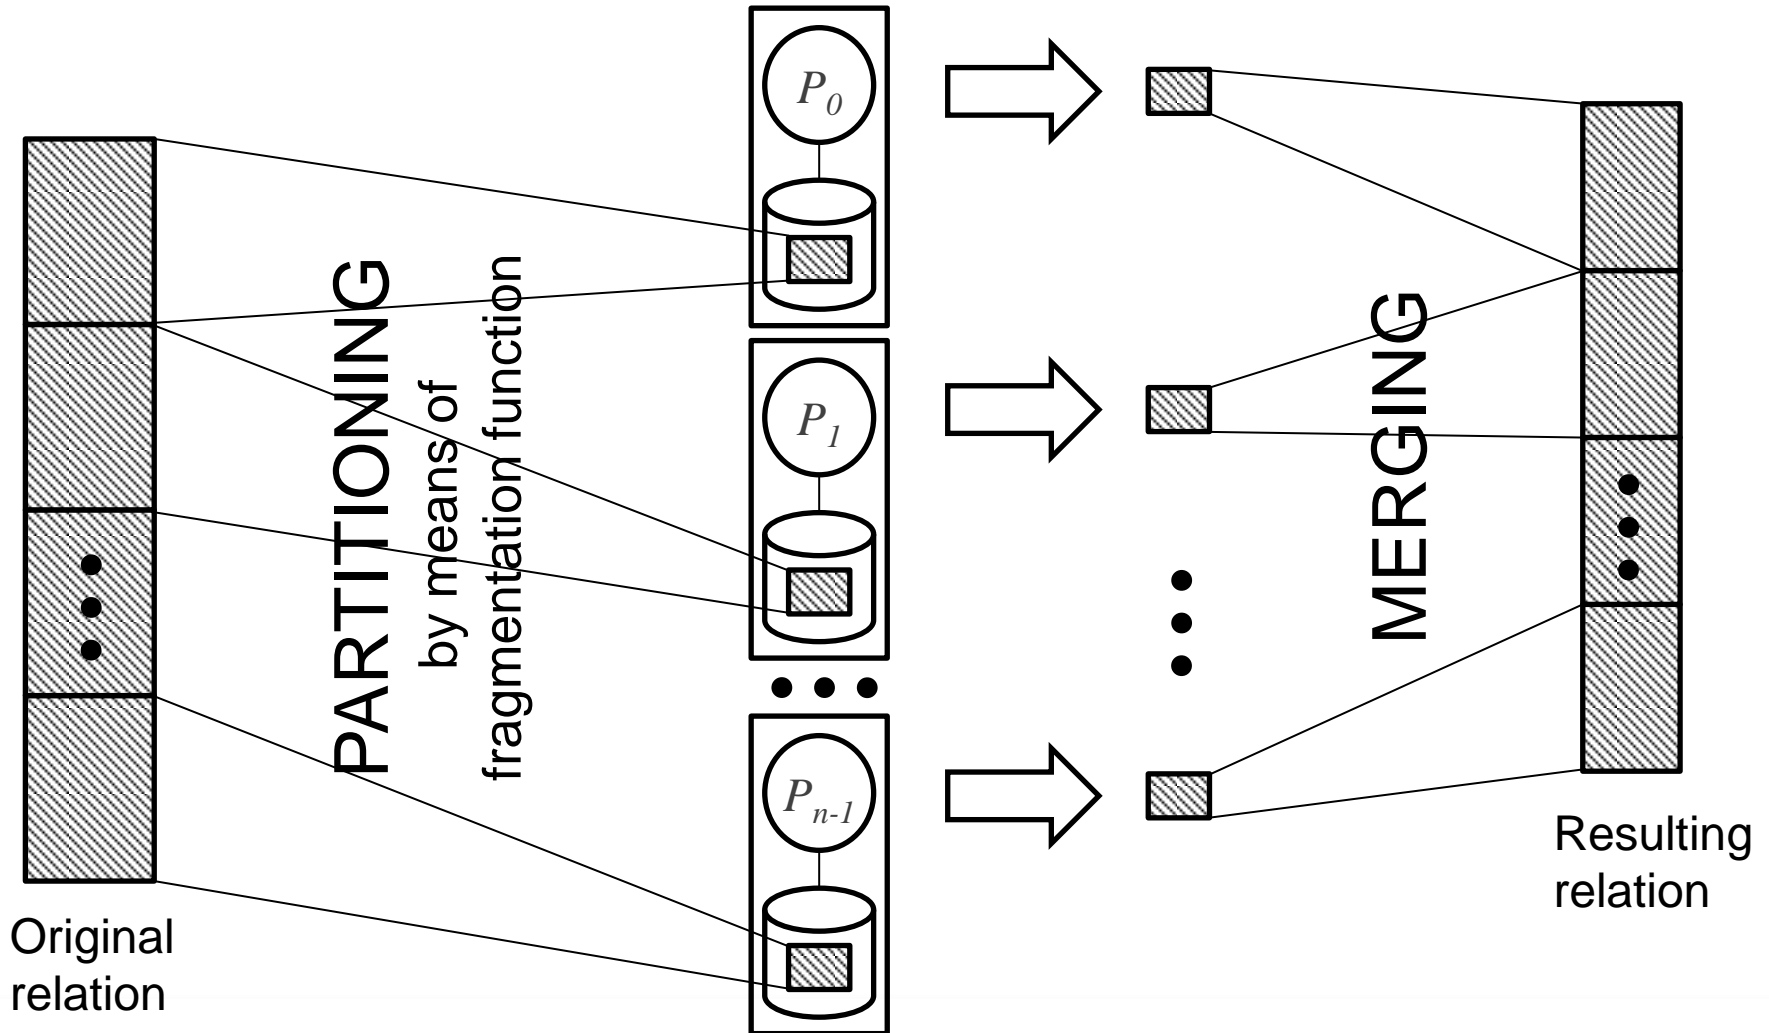 Original
relation
PARTITIONING
by means of
fragmentation function
P0
P1
Pn-1
MERGING
Resulting
relation